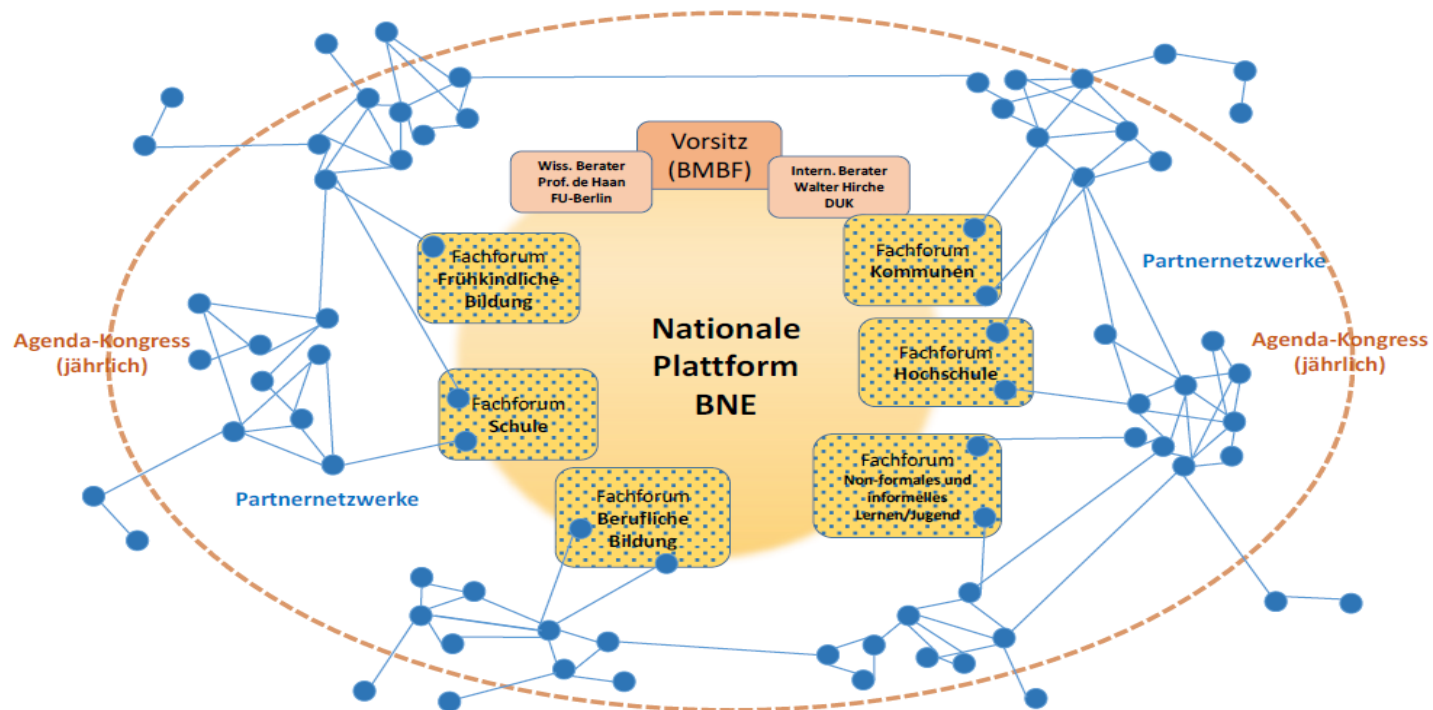 Vorsitz
(BMBF)
Wiss. Berater
Prof. de Haan
FU-Berlin
Intern. Berater
Walter Hirche
DUK
Fachforum
Frühkindliche
Bildung
Fachforum
Kommunen
Partnernetzwerke
Agenda-Kongress
(jährlich)
Nationale
Plattform
BNE
Fachforum
Hochschule
Agenda-Kongress
(jährlich)
Fachforum
Schule
Partnernetzwerke
Fachforum
Berufliche
Bildung
Fachforum
Non-formales und
informelles
Lernen/Jugend